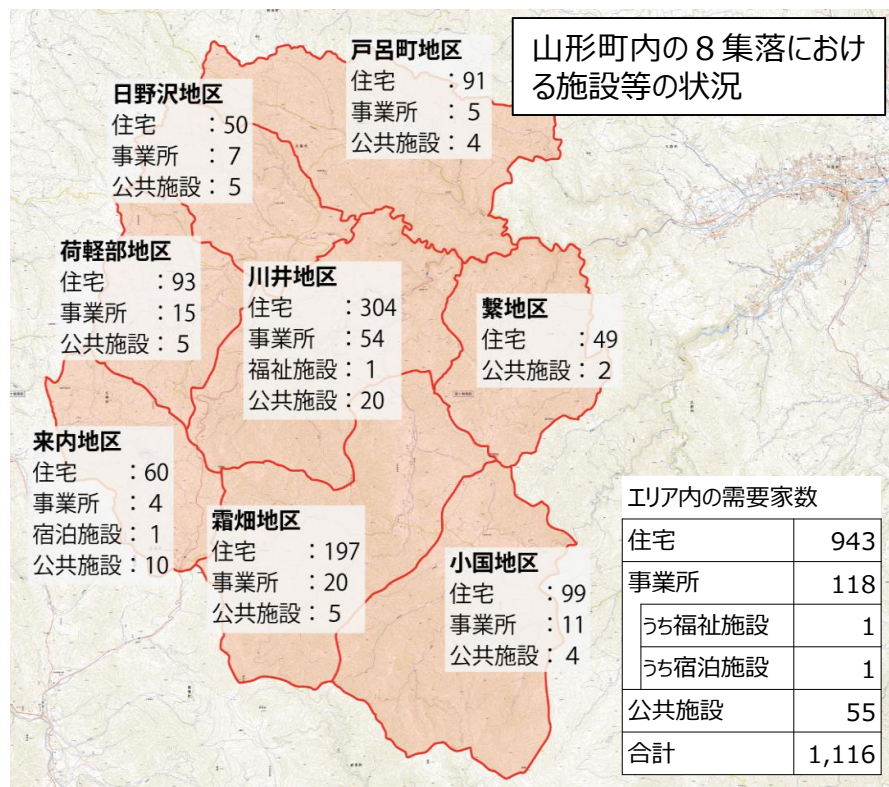 山形町内の8集落におけ
る施設等の状況
戸呂町地区
住宅　　：91
事業所　： 5
公共施設： 4
日野沢地区
住宅　　：50
事業所　： 7
公共施設： 5
荷軽部地区
住宅　　：93
事業所　：15
公共施設： 5
川井地区
住宅　　：304
事業所　：54
福祉施設： 1
公共施設：20
繋地区
住宅　　：49
公共施設： 2
来内地区
住宅　　：60
事業所　： 4
宿泊施設： 1
公共施設：10
霜畑地区
住宅　　：197
事業所　：20
公共施設： 5
小国地区
住宅　　：99
事業所　：11
公共施設： 4
エリア内の需要家数
住宅 943
事業所 118
うち福祉施設 1
うち宿泊施設 1
公共施設 55
合計 1,116